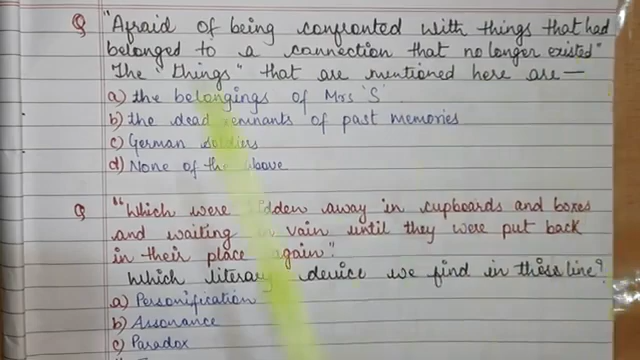 Q "Afraid of being confronted with things that had
belonged to a connection that no longer existed"
The "things" that are mentioned here are —
a) the belongings of Mrs 'S'
b) the dead remnants of past memories
c) German soldiers
d) None of the above
Q "Which were hidden away in cupboards and boxes
and waiting in vain until they were put back
in their place again."
Which literary device we find in these line?
a) Personification
b) Assonance
c) Paradox